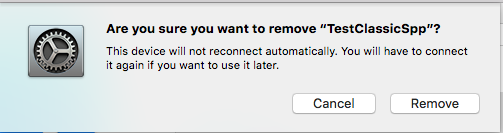 Are you sure you want to remove “TestClassicSpp”?
This device will not reconnect automatically. You will have to connect
it again if you want to use it later.
Cancel Remove